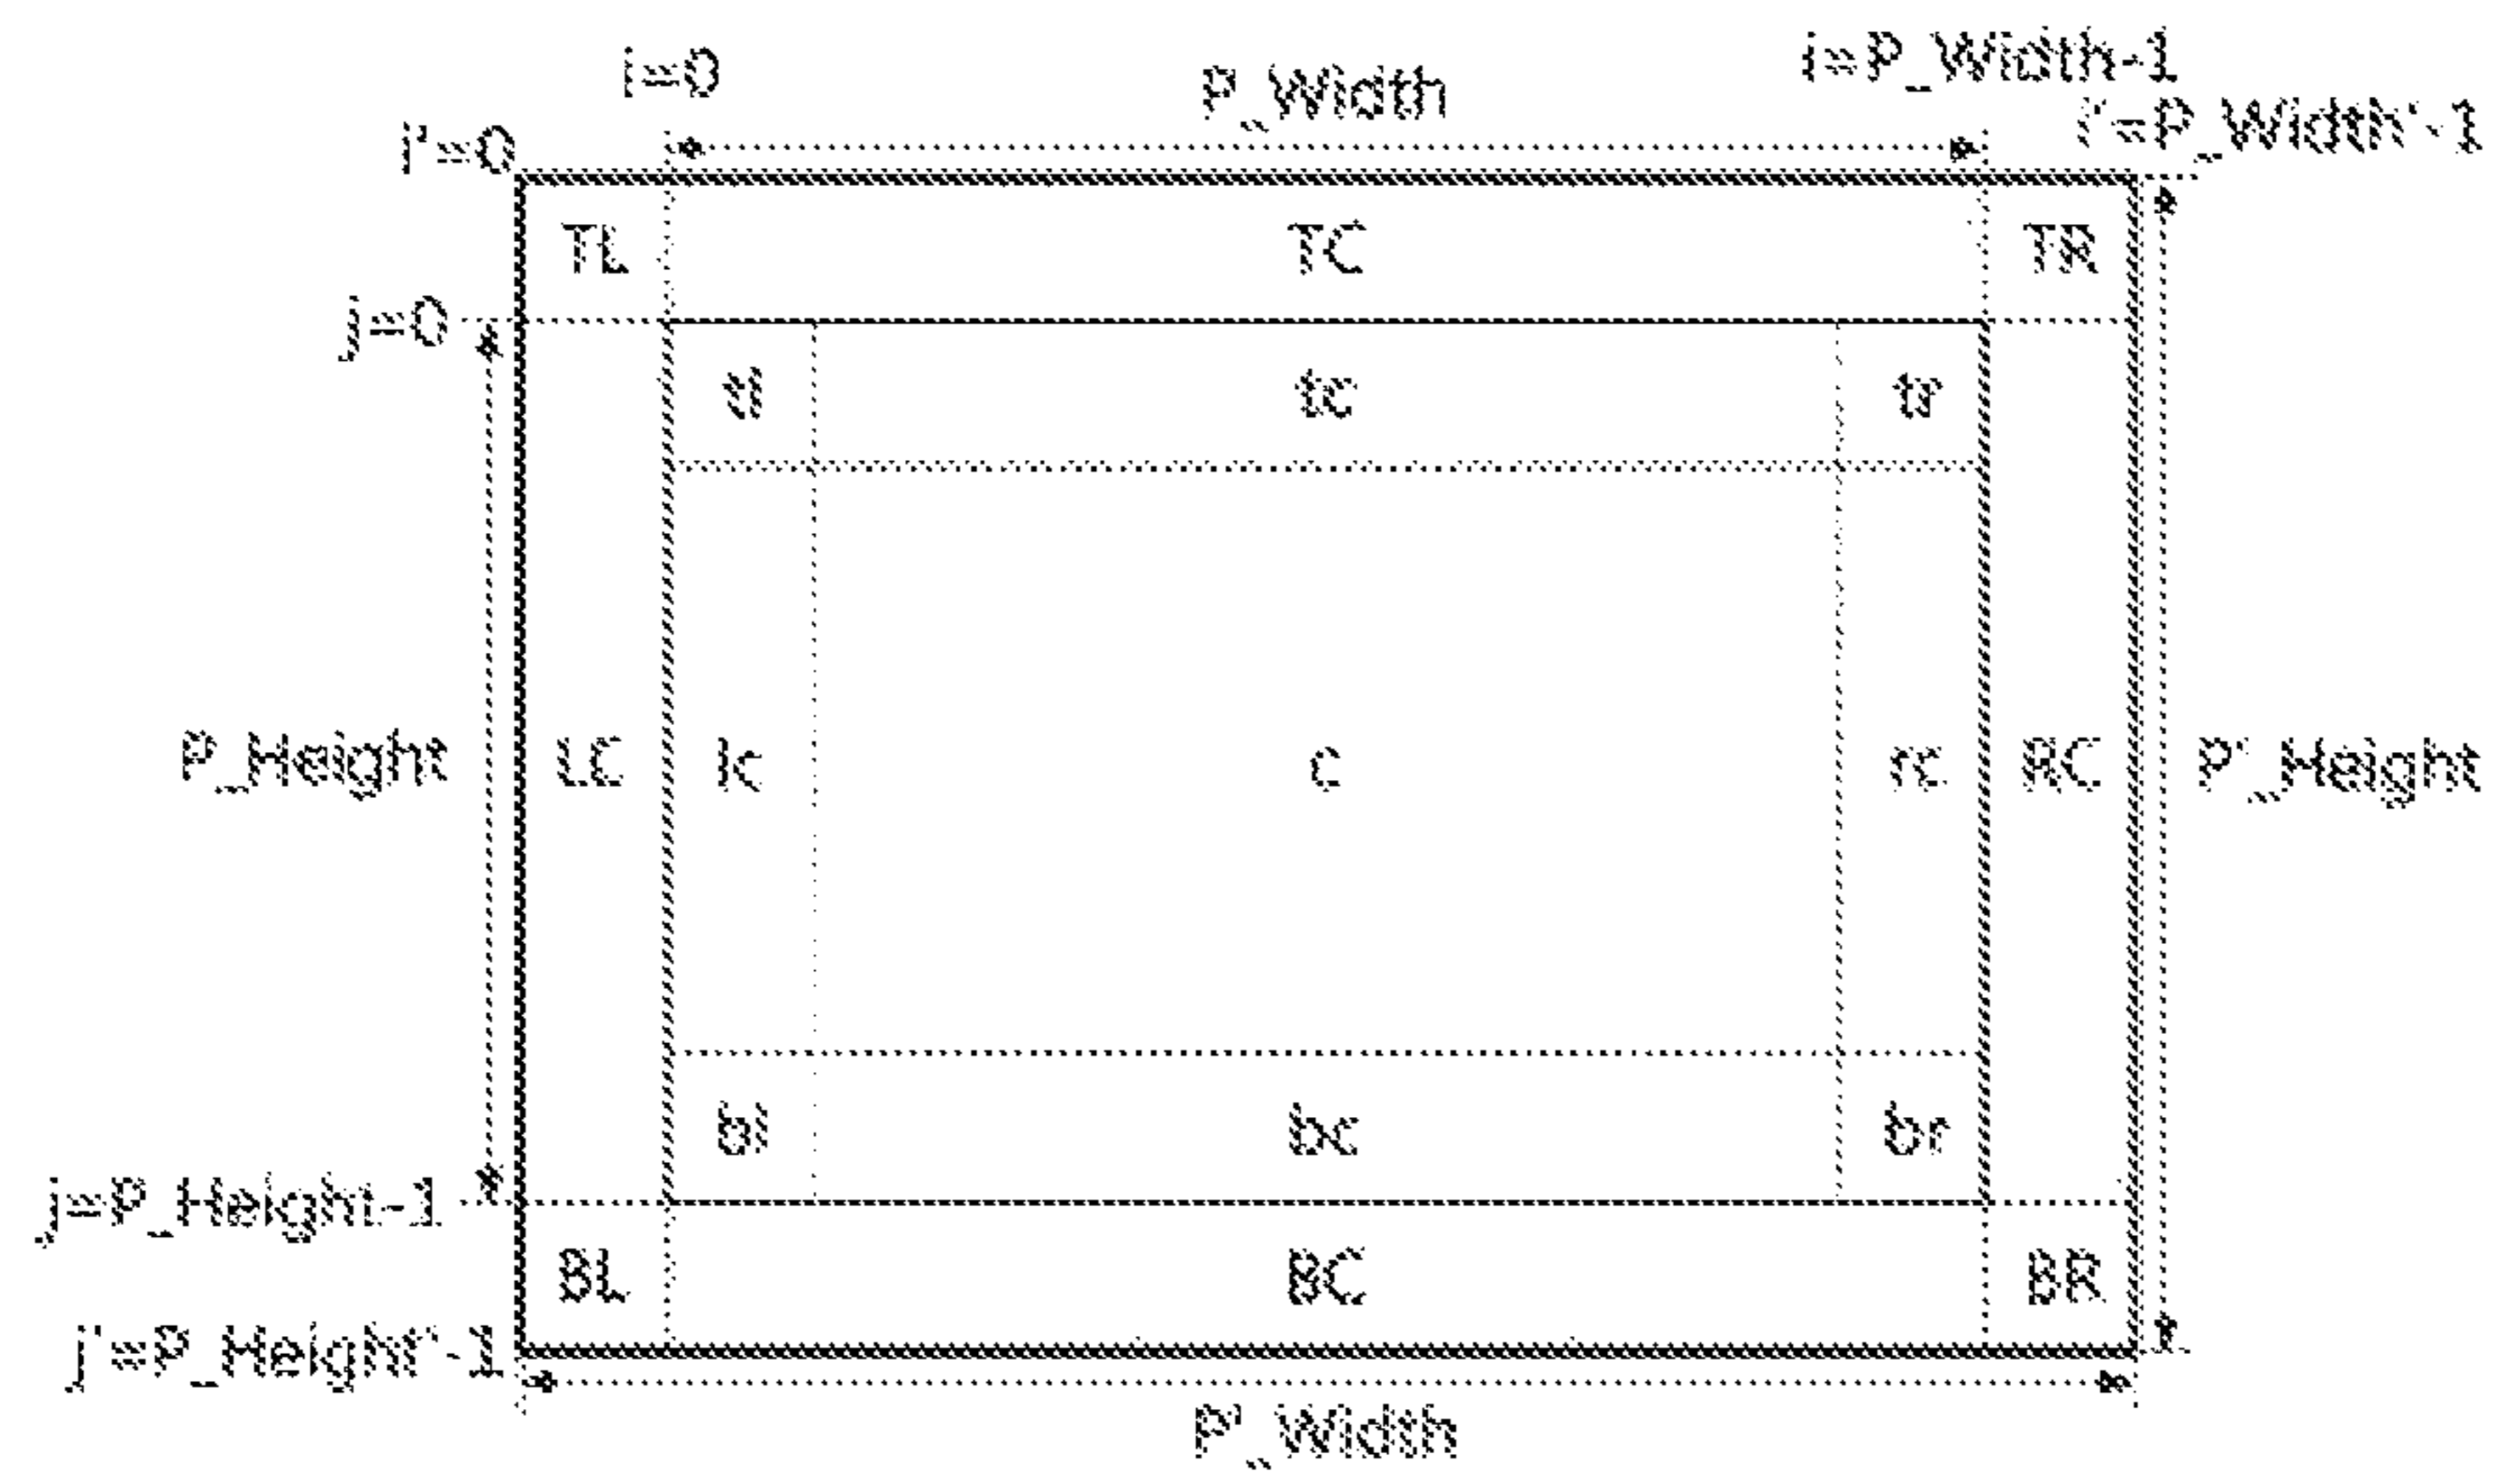 i=0
P_Width
i=P_Width-1
i'=P_Width'-1
j'=0
TL TC TR
j=0
tl tc tr
P_Height LC lc c rc RC P'_Height
bl bc br
j=P_Height-1
BL BC BR
j'=P_Height'-1
P'_Width